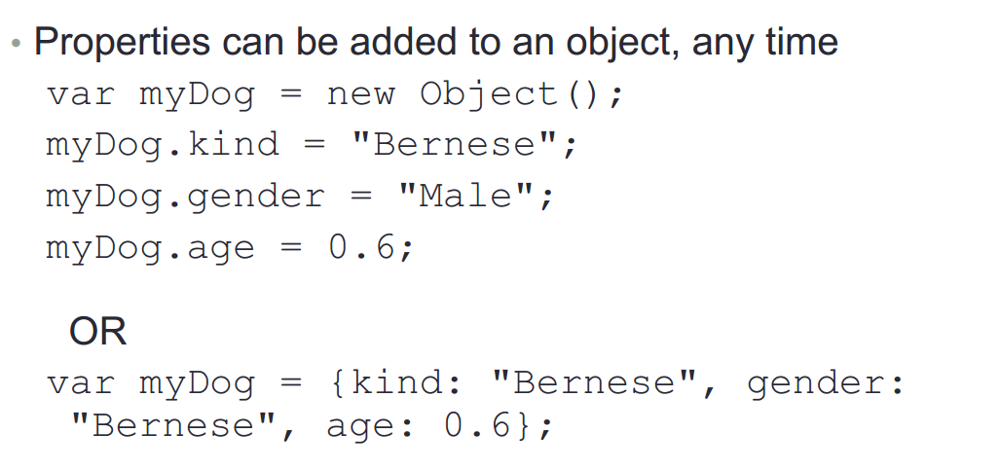 • Properties can be added to an object, any time
var myDog = new Object();
myDog.kind = "Bernese";
myDog.gender = "Male";
myDog.age = 0.6;
OR
var myDog = {kind: "Bernese", gender:
"Bernese", age: 0.6};